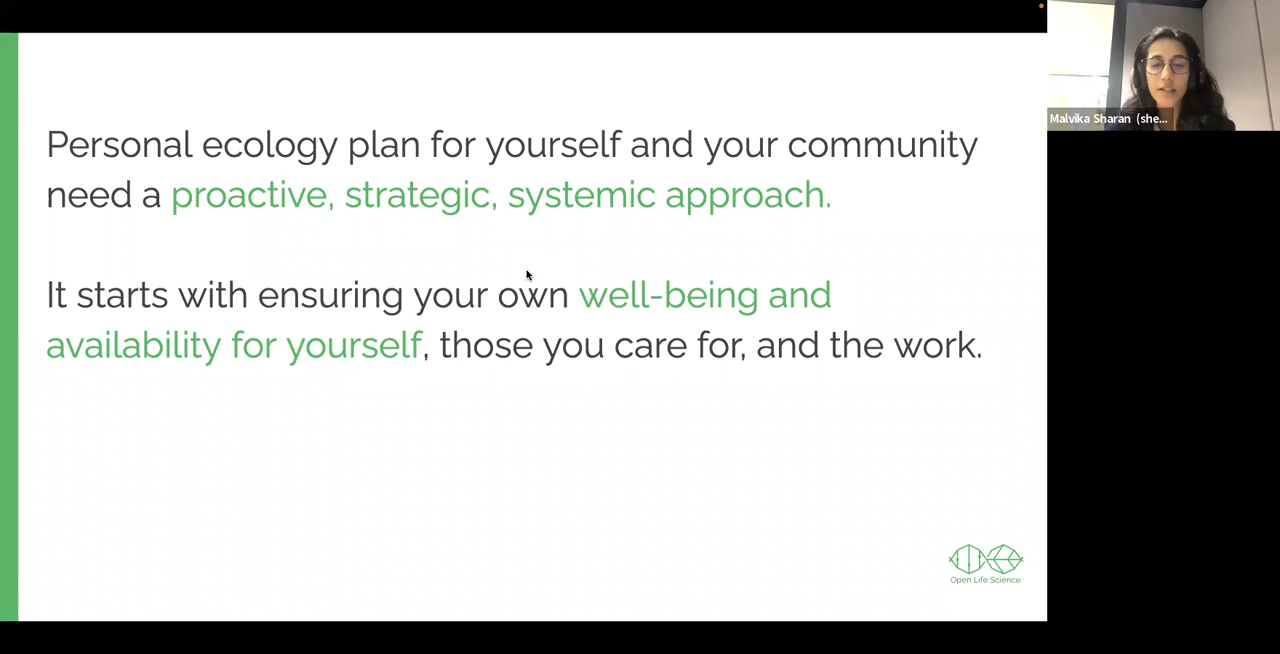 Personal ecology plan for yourself and your community
need a proactive, strategic, systemic approach.
It starts with ensuring your own well-being and
availability for yourself, those you care for, and the work.
Open Life Science
Malvika Sharan (she...